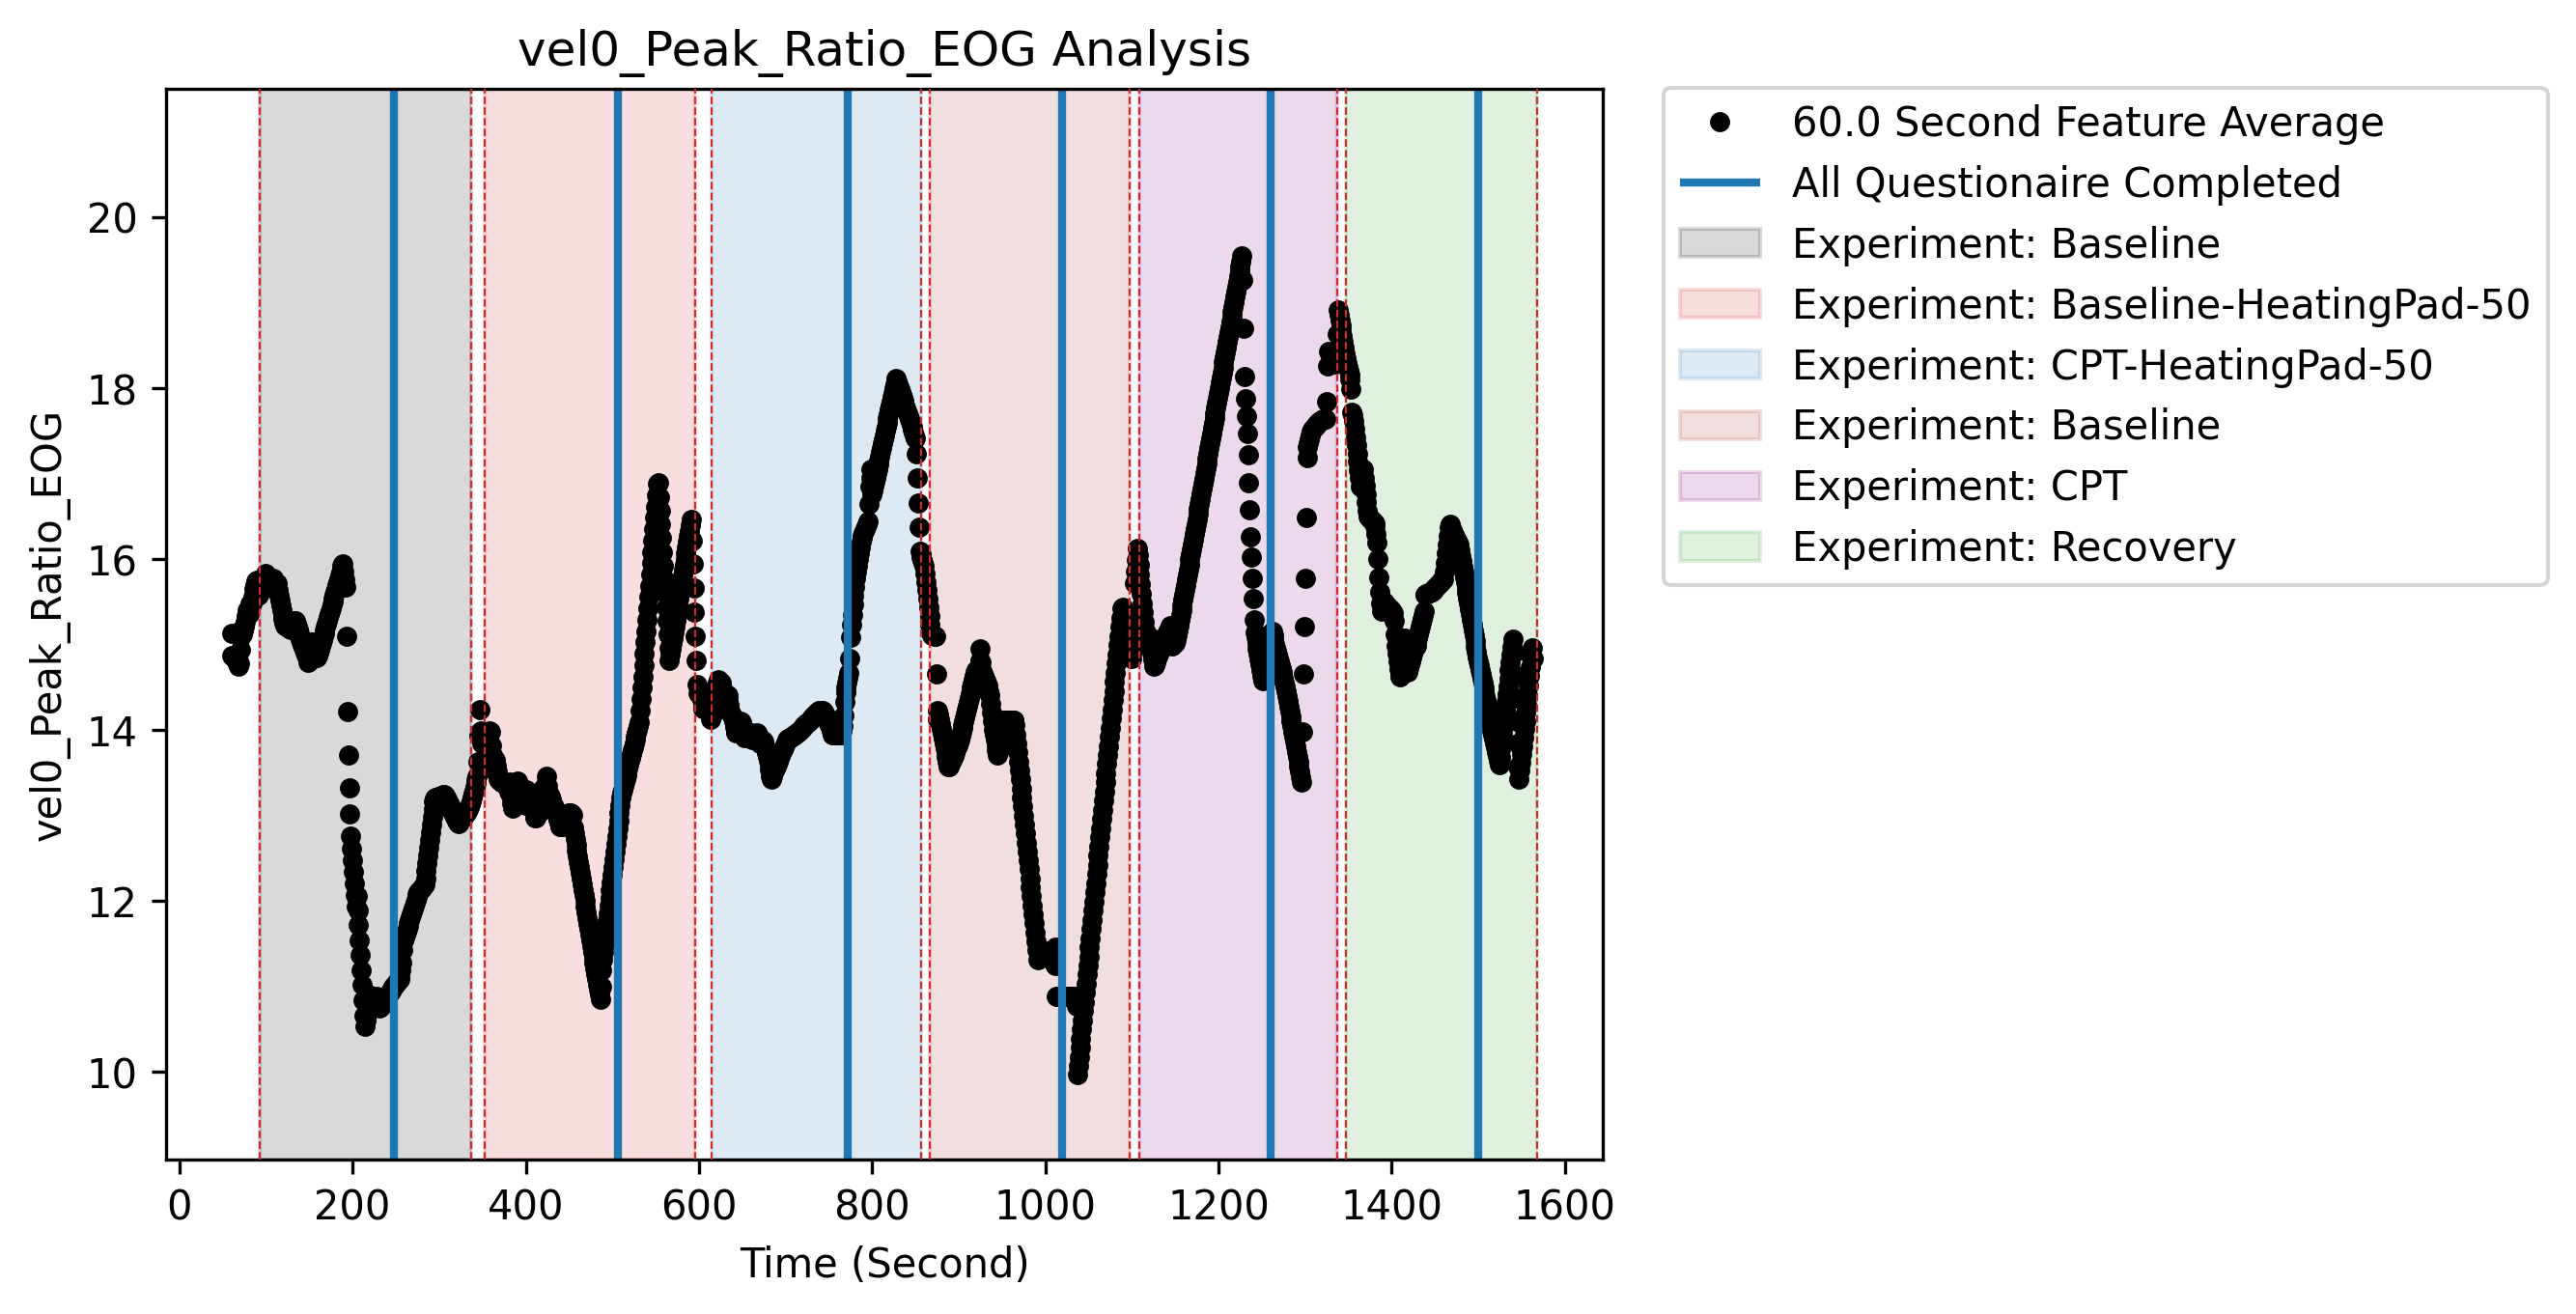 vel0_Peak_Ratio_EOG Analysis
vel0_Peak_Ratio_EOG
20
18
16
14
12
10
0 200 400 600 800 1000 1200 1400 1600
Time (Second)
60.0 Second Feature Average
All Questionaire Completed
Experiment: Baseline
Experiment: Baseline-HeatingPad-50
Experiment: CPT-HeatingPad-50
Experiment: Baseline
Experiment: CPT
Experiment: Recovery